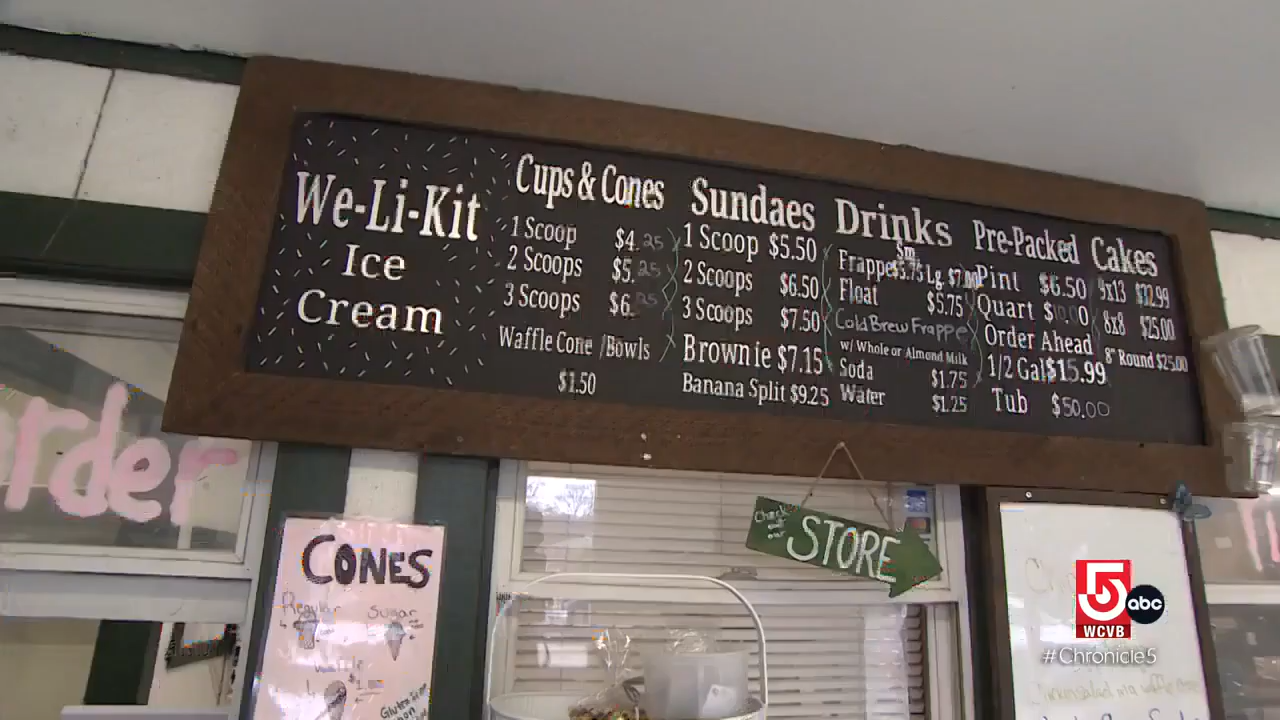 We-Li-Kit
Ice
Cream
Cups & Cones
1 Scoop $4.25
2 Scoops $5.25
3 Scoops $6.25
Waffle Cone /Bowls
$1.50
Sundaes
1 Scoop $5.50
2 Scoops $6.50
3 Scoops $7.50
Brownie $7.15
Banana Split $9.25
Drinks
Sm.
Frappe $5.75 Lg. $7.00
Float $5.75
Cold Brew Frappe
w/ Whole or Almond Milk
Soda $1.75
Water $1.25
Pre-Packed
Pint $6.50
Quart $10.00
Order Ahead
1/2 Gal $15.99
Tub $50.00
Cakes
9x13
8x8 $25.00
8" Round $25.00
rder
CONES
Regular
Sugar
Check
out
STORE
5
abc
WCVB
#Chronicle5